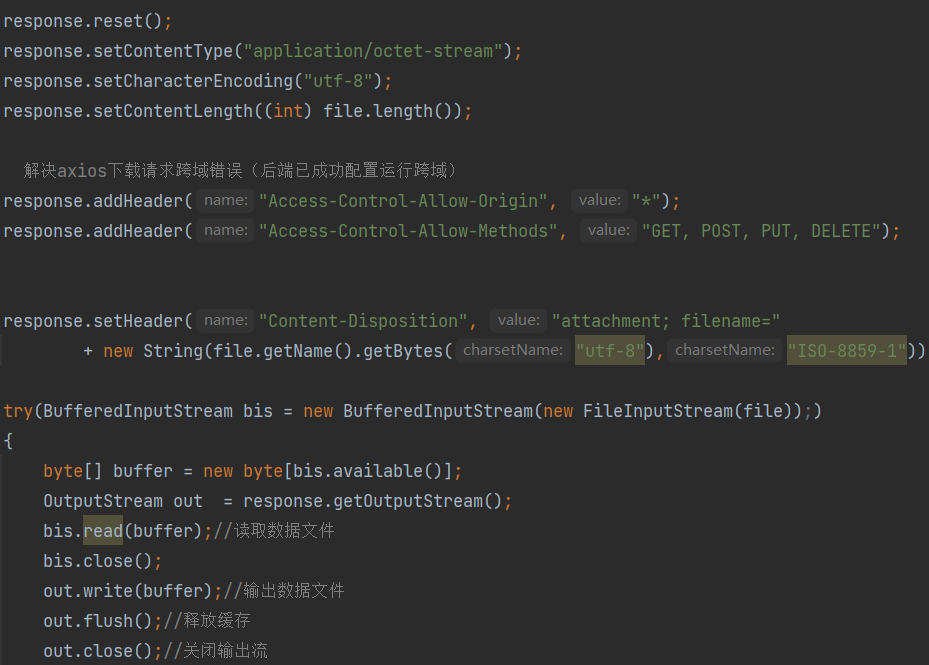 response.reset();
response.setContentType("application/octet-stream");
response.setCharacterEncoding("utf-8");
response.setContentLength((int) file.length());
解决axios下载请求跨域错误（后端已成功配置运行跨域）
response.addHeader( name: "Access-Control-Allow-Origin", value: "*");
response.addHeader( name: "Access-Control-Allow-Methods", value: "GET, POST, PUT, DELETE");
response.setHeader( name: "Content-Disposition", value: "attachment; filename="
+ new String(file.getName().getBytes( charsetName: "utf-8"), charsetName: "ISO-8859-1"))
try(BufferedInputStream bis = new BufferedInputStream(new FileInputStream(file));)
{
byte[] buffer = new byte[bis.available()];
OutputStream out  = response.getOutputStream();
bis.read(buffer);//读取数据文件
bis.close();
out.write(buffer);//输出数据文件
out.flush();//释放缓存
out.close();//关闭输出流